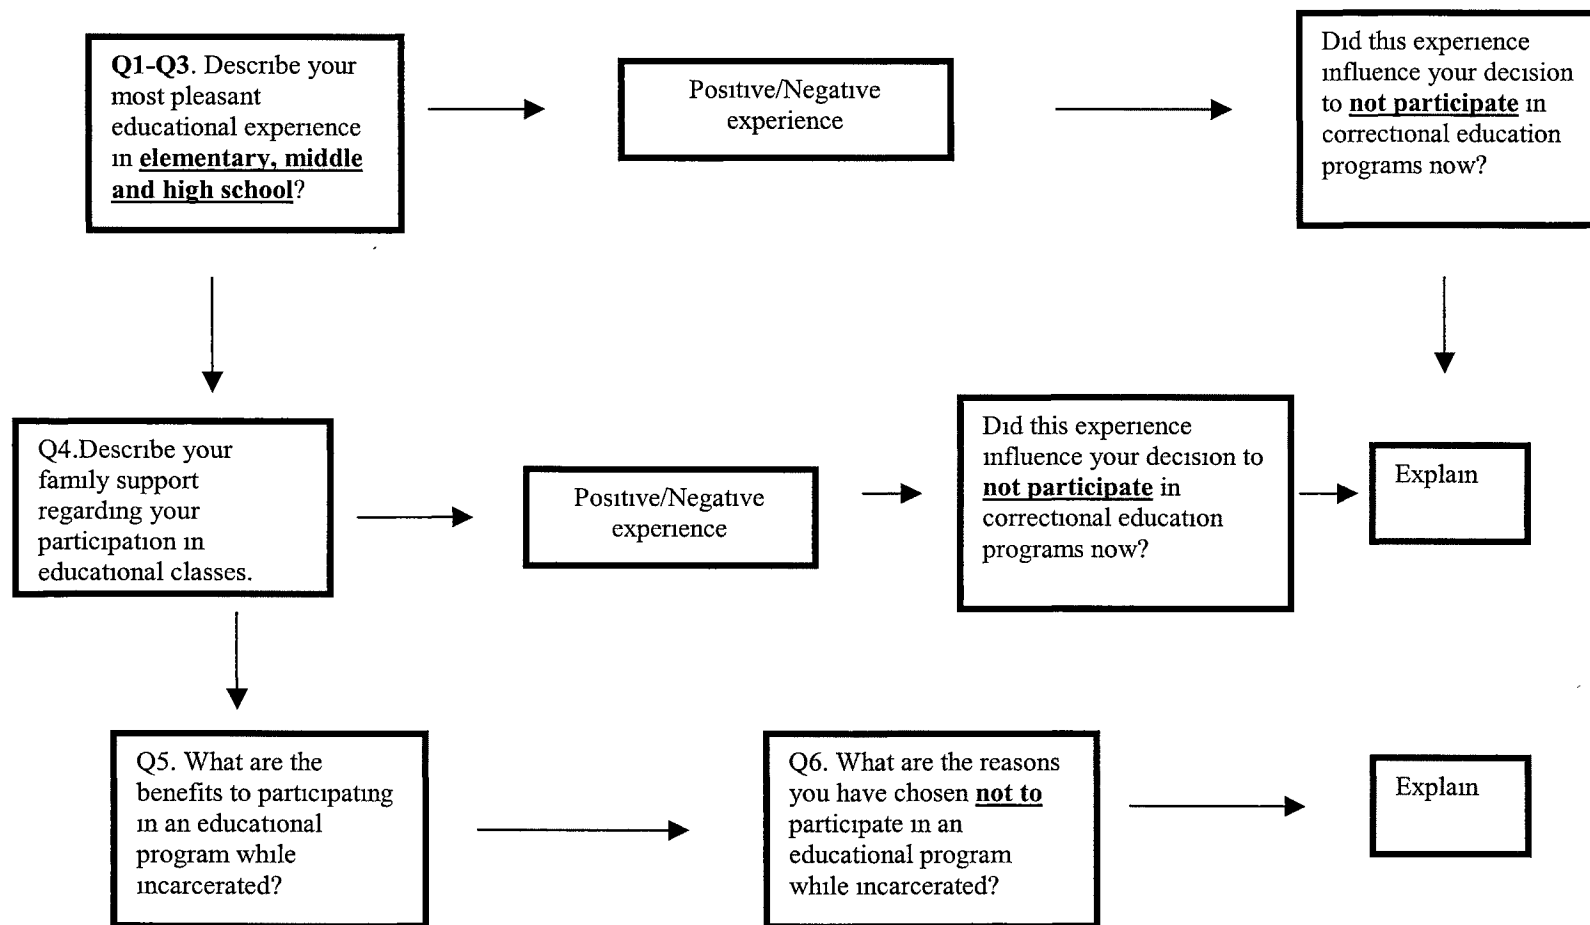 Q1-Q3. Describe your
most pleasant
educational experience
in elementary, middle
and high school?
Positive/Negative
experience
Did this experience
influence your decision
to not participate in
correctional education
programs now?
Q4.Describe your
family support
regarding your
participation in
educational classes.
Positive/Negative
experience
Did this experience
influence your decision to
not participate in
correctional education
programs now?
Explain
Q5. What are the
benefits to participating
in an educational
program while
incarcerated?
Q6. What are the reasons
you have chosen not to
participate in an
educational program
while incarcerated?
Explain